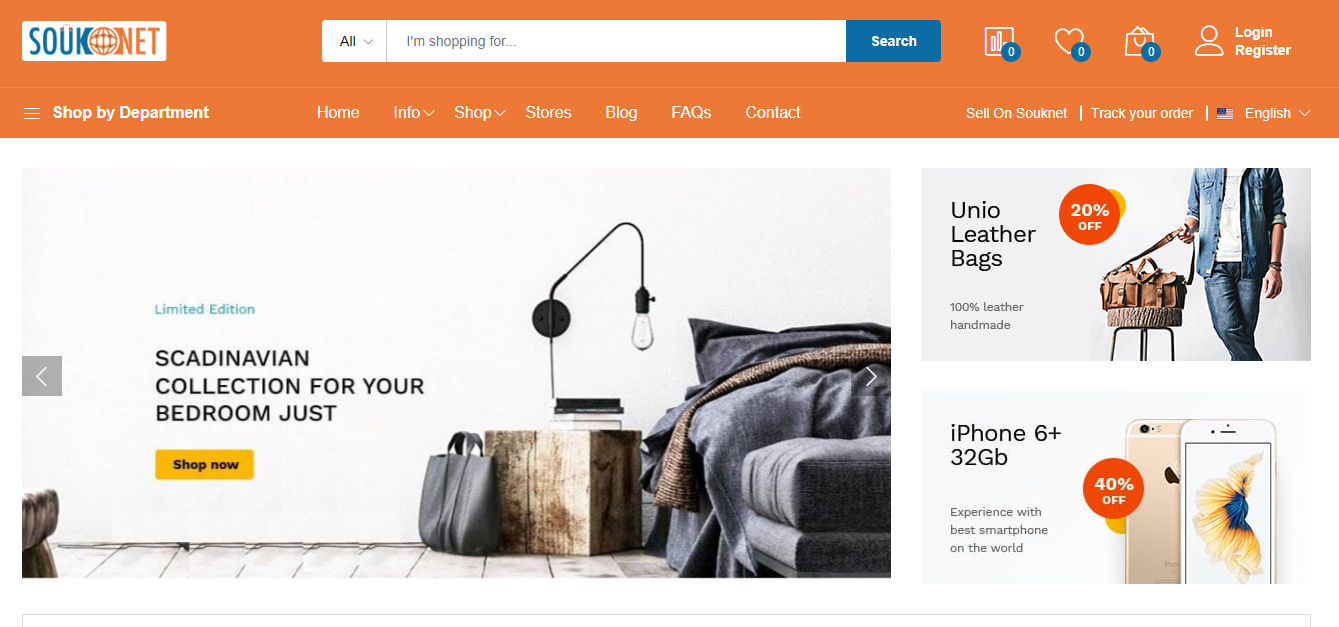 SOUKONET
All
I'm shopping for...
Search
0
0
0
Login
Register
Shop by Department
Home
Info
Shop
Stores
Blog
FAQs
Contact
Sell On Souknet
Track your order
English
Limited Edition
SCADINAVIAN
COLLECTION FOR YOUR
BEDROOM JUST
Shop now
Unio
Leather
Bags
20%
OFF
100% leather
handmade
iPhone 6+
32Gb
40%
OFF
Experience with
best smartphone
on the world